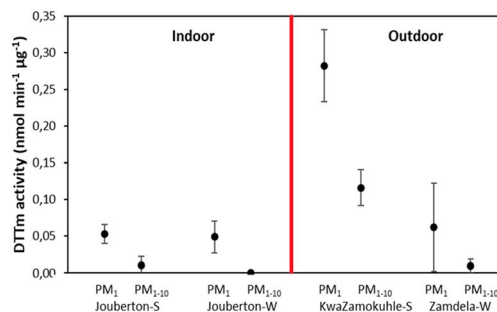 0,35
0,30
0,25
0,20
0,15
0,10
0,05
0,00
DTTm activity (nmol min⁻¹ µg⁻¹)
Indoor
Outdoor
PM₁ PM₁₋₁₀ PM₁ PM₁₋₁₀ PM₁ PM₁₋₁₀ PM₁ PM₁₋₁₀
Jouberton-S Jouberton-W KwaZamokuhle-S Zamdela-W